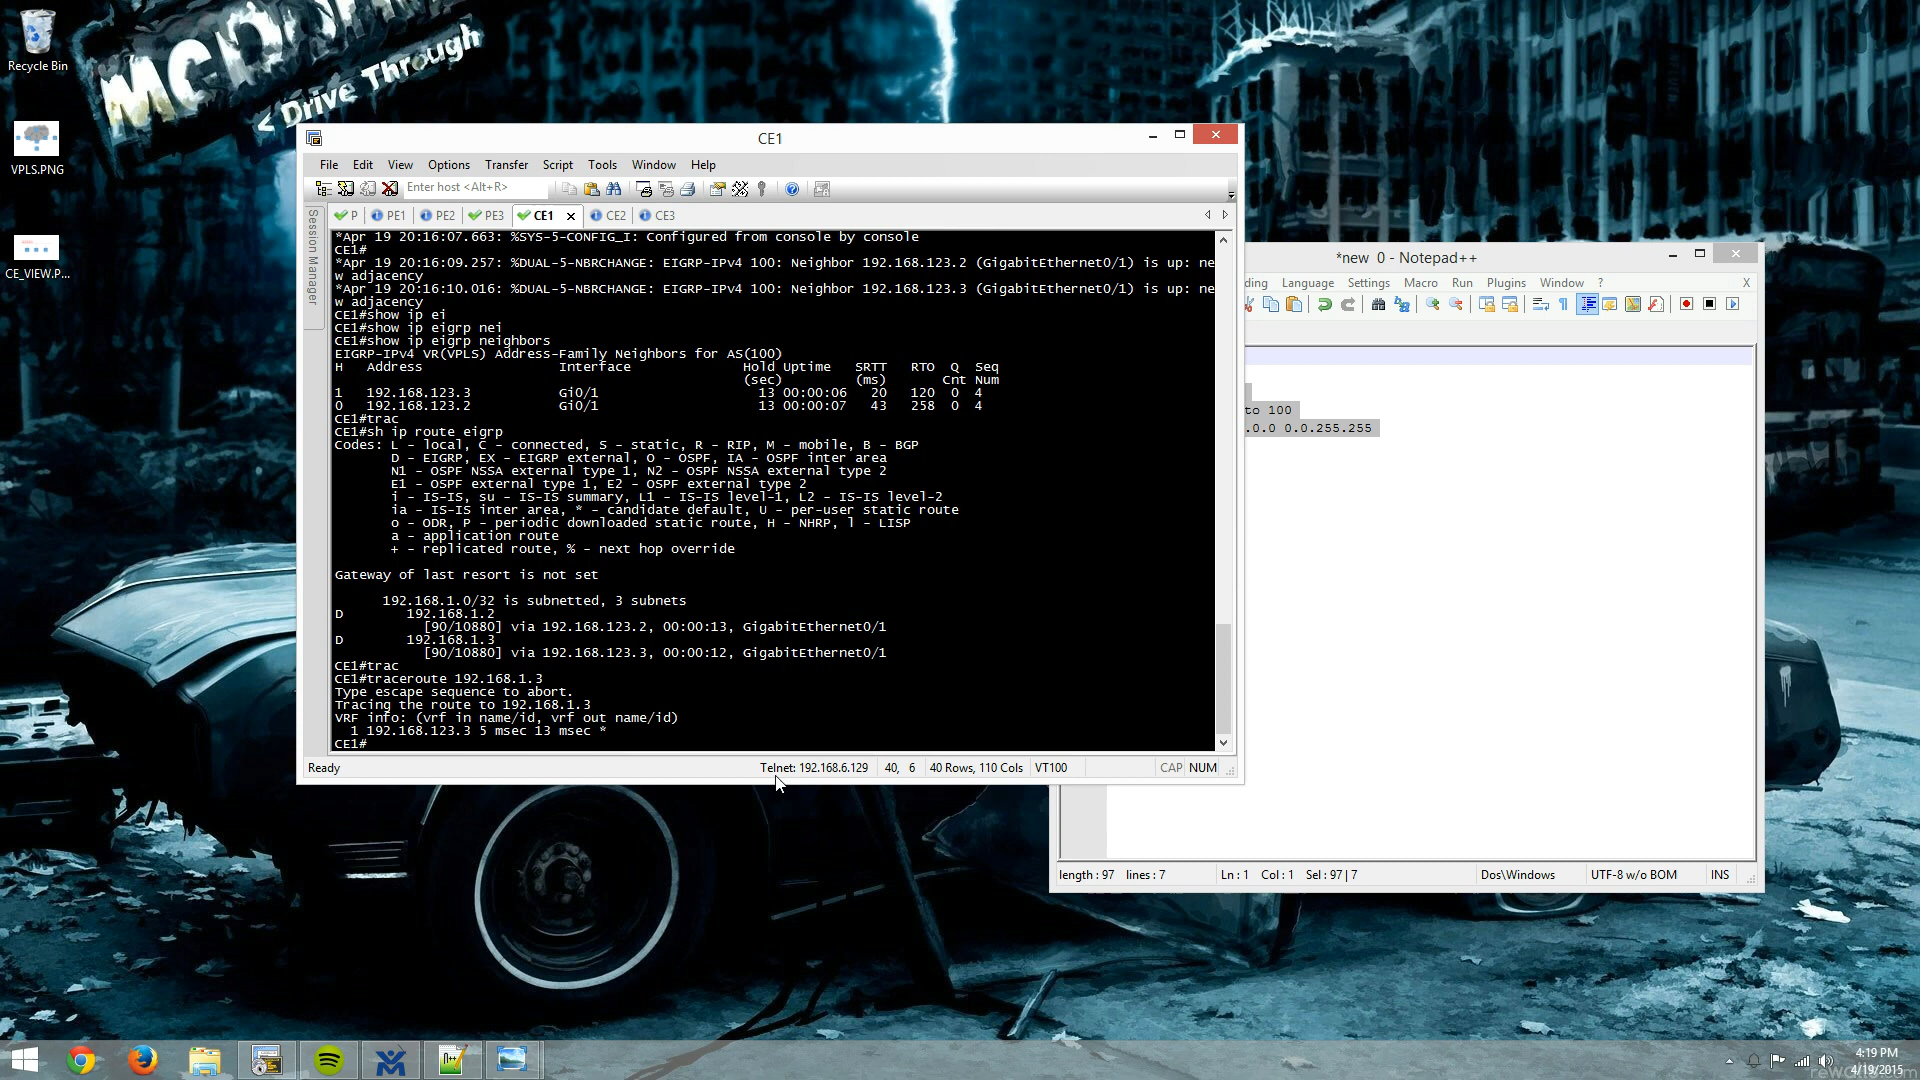 Recycle Bin
VPLS.PNG
CE_VIEW.P...
< Drive Through
CE1
File Edit View Options Transfer Script Tools Window Help
Enter host <Alt+R>
Session Manager
P PE1 PE2 PE3 CE1 CE2 CE3
*Apr 19 20:16:07.663: %SYS-5-CONFIG_I: Configured from console by console
CE1#
*Apr 19 20:16:09.257: %DUAL-5-NBRCHANGE: EIGRP-IPv4 100: Neighbor 192.168.123.2 (GigabitEthernet0/1) is up: ne
w adjacency
*Apr 19 20:16:10.016: %DUAL-5-NBRCHANGE: EIGRP-IPv4 100: Neighbor 192.168.123.3 (GigabitEthernet0/1) is up: ne
w adjacency
CE1#show ip ei
CE1#show ip eigrp nei
CE1#show ip eigrp neighbors
EIGRP-IPv4 VR(VPLS) Address-Family Neighbors for AS(100)
H   Address                 Interface              Hold Uptime   SRTT   RTO  Q  Seq
(sec)         (ms)       Cnt Num
1   192.168.123.3           Gi0/1                    13 00:00:06   20   120  0  4
0   192.168.123.2           Gi0/1                    13 00:00:07   43   258  0  4
CE1#trac
CE1#sh ip route eigrp
Codes: L - local, C - connected, S - static, R - RIP, M - mobile, B - BGP
D - EIGRP, EX - EIGRP external, O - OSPF, IA - OSPF inter area
N1 - OSPF NSSA external type 1, N2 - OSPF NSSA external type 2
E1 - OSPF external type 1, E2 - OSPF external type 2
i - IS-IS, su - IS-IS summary, L1 - IS-IS level-1, L2 - IS-IS level-2
ia - IS-IS inter area, * - candidate default, U - per-user static route
o - ODR, P - periodic downloaded static route, H - NHRP, l - LISP
a - application route
+ - replicated route, % - next hop override
Gateway of last resort is not set
192.168.1.0/32 is subnetted, 3 subnets
D        192.168.1.2
[90/10880] via 192.168.123.2, 00:00:13, GigabitEthernet0/1
D        192.168.1.3
[90/10880] via 192.168.123.3, 00:00:12, GigabitEthernet0/1
CE1#trac
CE1#traceroute 192.168.1.3
Type escape sequence to abort.
Tracing the route to 192.168.1.3
VRF info: (vrf in name/id, vrf out name/id)
1 192.168.123.3 5 msec 13 msec *
CE1#
Ready Telnet: 192.168.6.129 40, 6 40 Rows, 110 Cols VT100 CAP NUM
*new 0 - Notepad++
ding Language Settings Macro Run Plugins Window ? X
to 100
.0.0 0.0.255.255
length : 97 lines : 7 Ln : 1 Col : 1 Sel : 97 | 7 Dos\Windows UTF-8 w/o BOM INS
4:19 PM
4/19/2015